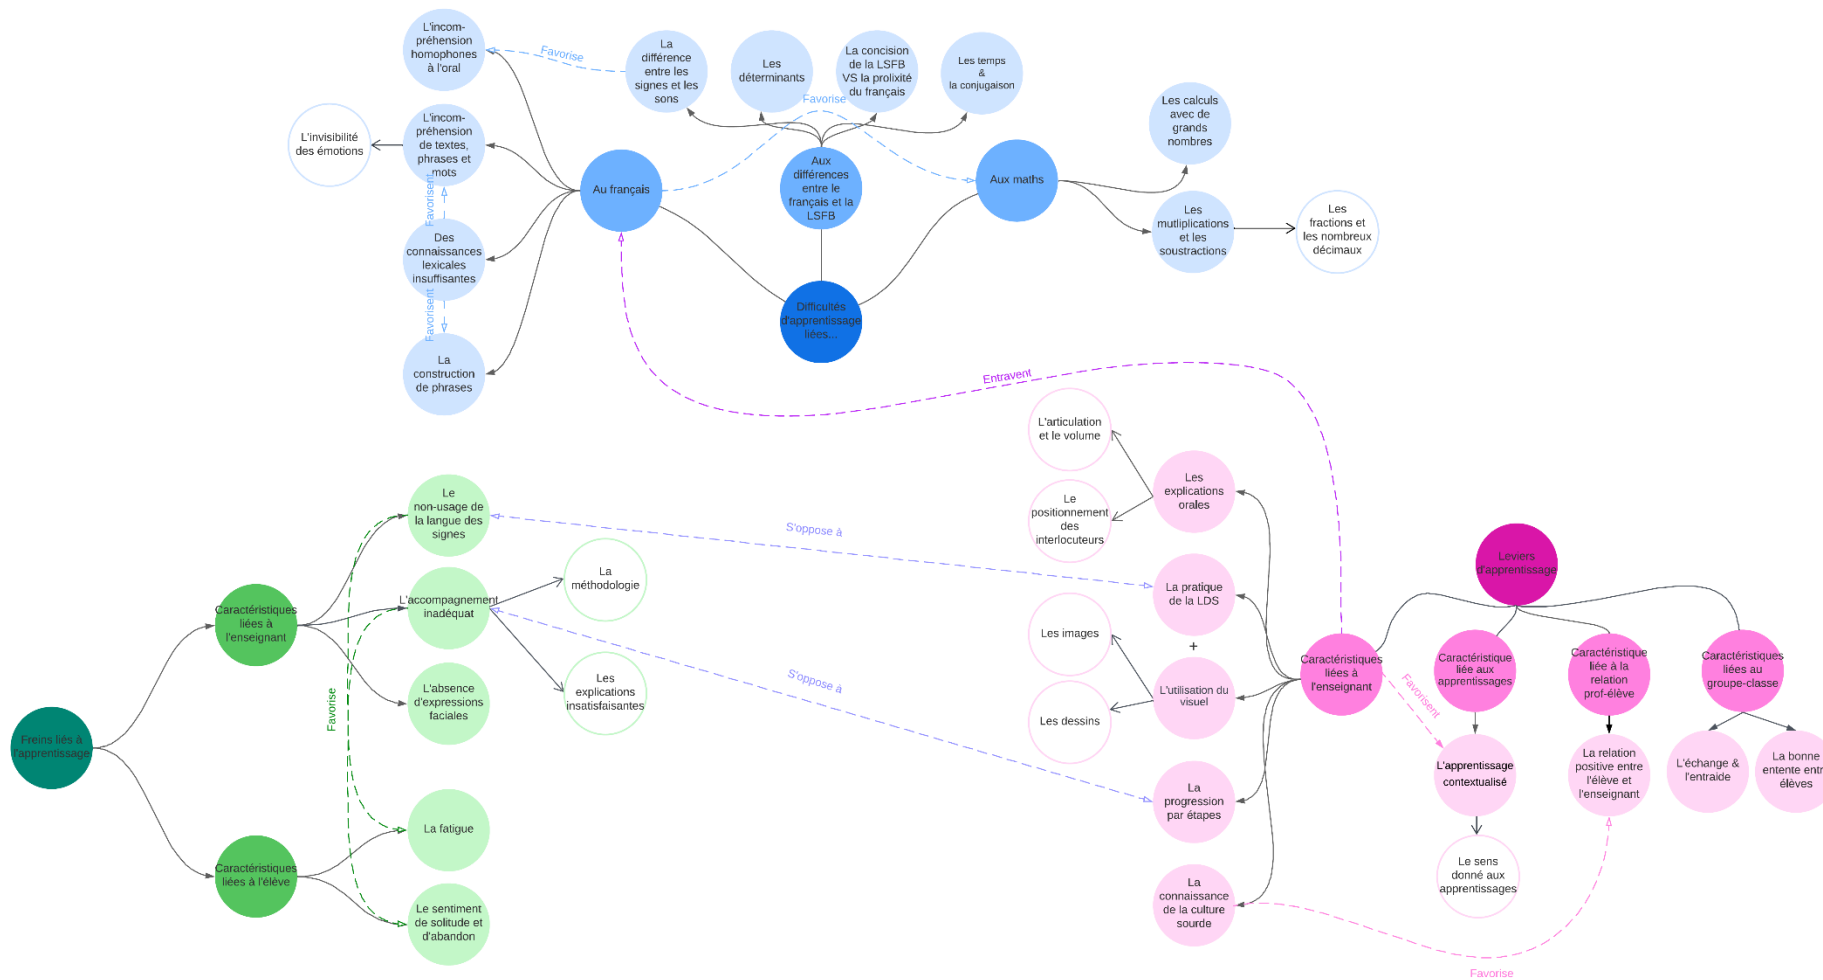 L'incom-
préhension
homophones
à l'oral
Favorise
La
différence
entre les
signes et les
sons
Les
déterminants
La concision
de la LSFB
VS la prolixité
du français
Les temps
&
la conjugaison
Favorise
Les calculs
avec de
grands
nombres
L'invisibilité
des émotions
L'incom-
préhension
de textes,
phrases et
mots
Favorisent
Au français
Aux
différences
entre le
français et la
LSFB
Aux maths
Les
mutliplications
et les
soustractions
Les
fractions et
les nombreux
décimaux
Des
connaissances
lexicales
insuffisantes
Favorisent
La
construction
de phrases
Difficultés
d'apprentissage
liées...
Entravent
L'articulation
et le volume
Les
explications
orales
Le
positionnement
des
interlocuteurs
Le
non-usage de
la langue des
signes
S'oppose à
La
méthodologie
La pratique
de la LDS
Leviers
d'apprentissage
Caractéristiques
liées à
l'enseignant
L'accompagnement
inadéquat
Les images
+
Les
explications
insatisfaisantes
S'oppose à
L'absence
d'expressions
faciales
Favorise
L'utilisation du
visuel
Les dessins
Caractéristiques
liées à
l'enseignant
Favorisent
Caractéristique
liée aux
apprentissages
Caractéristique
liée à la
relation
prof-élève
Caractéristiques
liées au
groupe-classe
Freins liés à
l'apprentissage
La
progression
par étapes
L'apprentissage
contextualisé
La relation
positive entre
l'élève et
l'enseignant
L'échange &
l'entraide
La bonne
entente entre
élèves
La fatigue
Caractéristiques
liées à l'élève
Le sentiment
de solitude et
d'abandon
La
connaissance
de la culture
sourde
Le sens
donné aux
apprentissages
Favorise